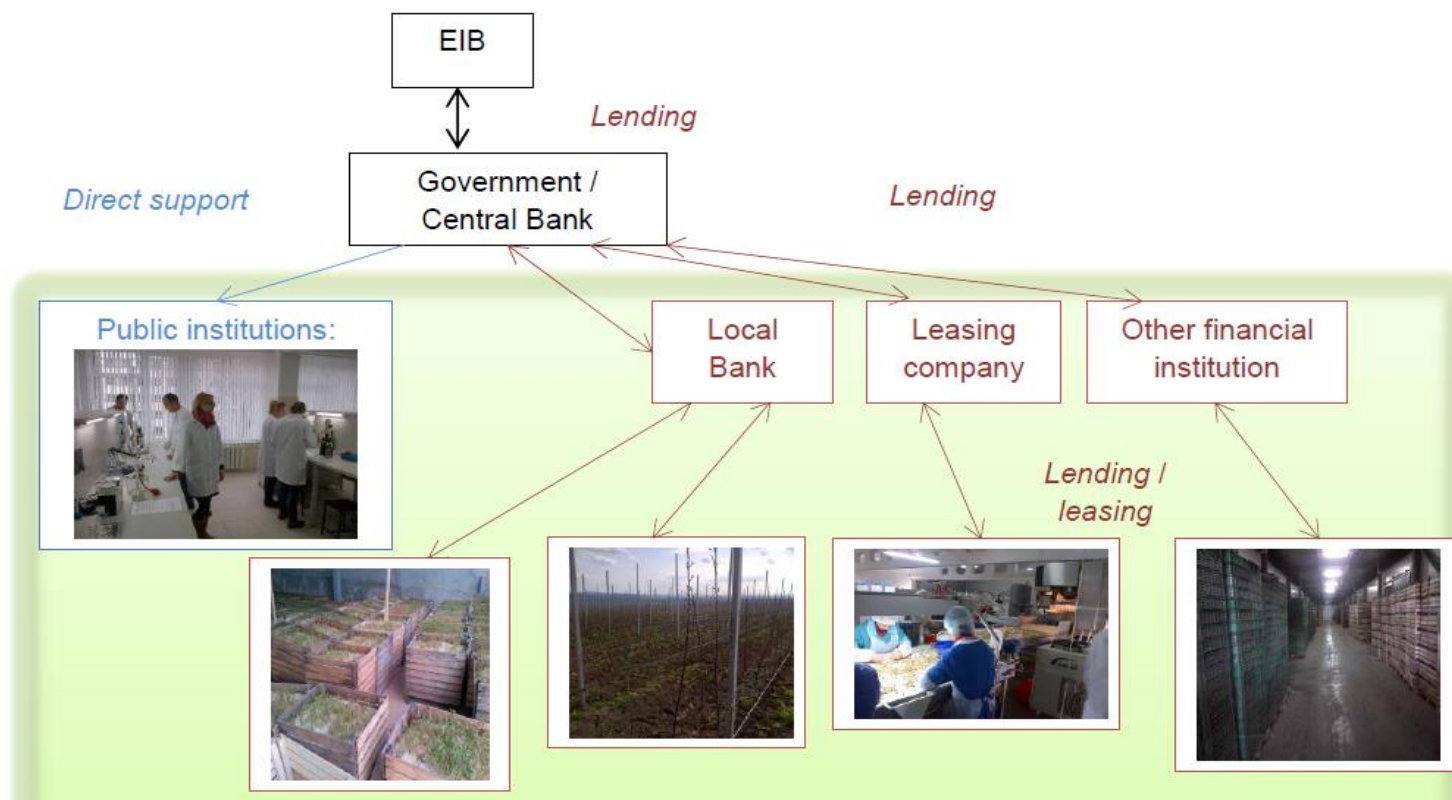 EIB
Lending
Government /
Central Bank
Direct support
Lending
Public institutions:
Local
Bank
Leasing
company
Other financial
institution
Lending /
leasing